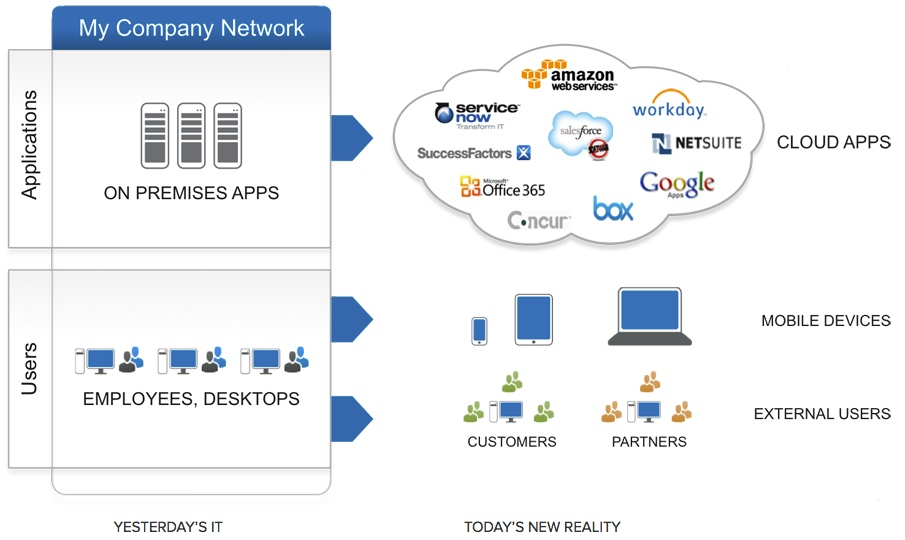 My Company Network
Applications
ON PREMISES APPS
amazon
web services™
service™
now
Transform IT
workday.
salesforce
NETSUITE
SuccessFactors
Microsoft®
Office 365
Google
Apps
box
Concur®
CLOUD APPS
Users
EMPLOYEES, DESKTOPS
MOBILE DEVICES
EXTERNAL USERS
CUSTOMERS
PARTNERS
YESTERDAY'S IT
TODAY'S NEW REALITY